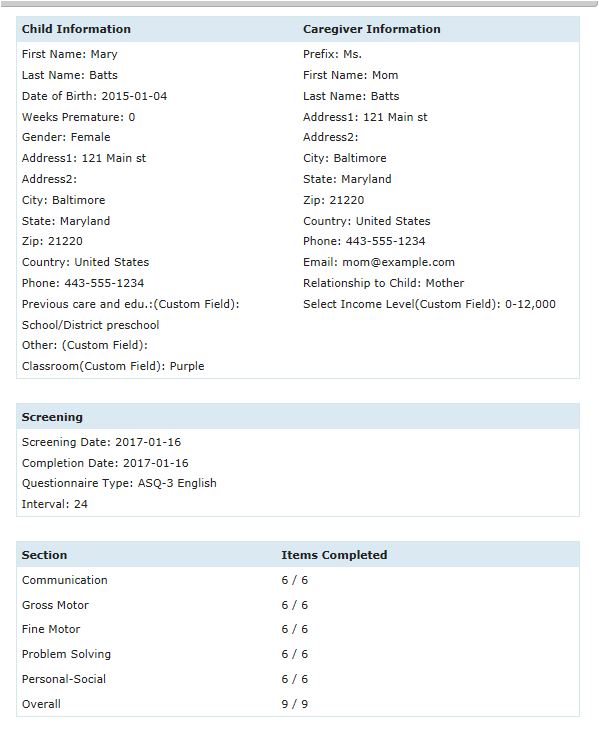 Child Information
First Name: Mary
Last Name: Batts
Date of Birth: 2015-01-04
Weeks Premature: 0
Gender: Female
Address1: 121 Main st
Address2:
City: Baltimore
State: Maryland
Zip: 21220
Country: United States
Phone: 443-555-1234
Previous care and edu.:(Custom Field):
School/District preschool
Other: (Custom Field):
Classroom(Custom Field): Purple
Caregiver Information
Prefix: Ms.
First Name: Mom
Last Name: Batts
Address1: 121 Main st
Address2:
City: Baltimore
State: Maryland
Zip: 21220
Country: United States
Phone: 443-555-1234
Email: mom@example.com
Relationship to Child: Mother
Select Income Level(Custom Field): 0-12,000
Screening
Screening Date: 2017-01-16
Completion Date: 2017-01-16
Questionnaire Type: ASQ-3 English
Interval: 24
Section Items Completed
Communication 6 / 6
Gross Motor 6 / 6
Fine Motor 6 / 6
Problem Solving 6 / 6
Personal-Social 6 / 6
Overall 9 / 9